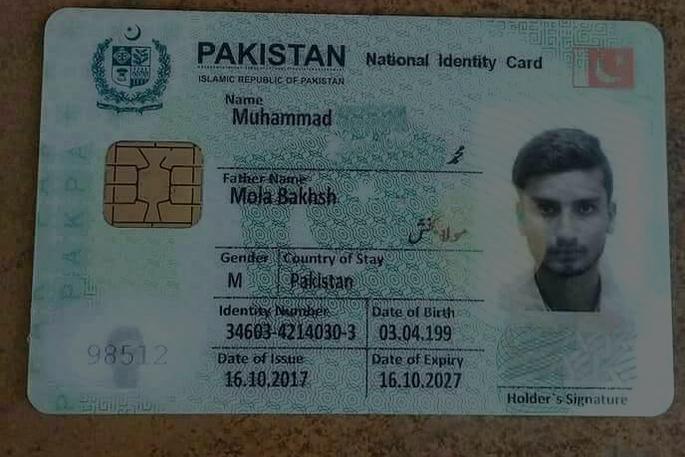 PAKISTAN National Identity Card
ISLAMIC REPUBLIC OF PAKISTAN
Name
Muhammad
محمد
Father Name
Mola Bakhsh
مولا بخش
Gender Country of Stay
M Pakistan
Identity Number Date of Birth
34603-4214030-3 03.04.199
Date of Issue Date of Expiry
98512
16.10.2017 16.10.2027
Holder`s Signature